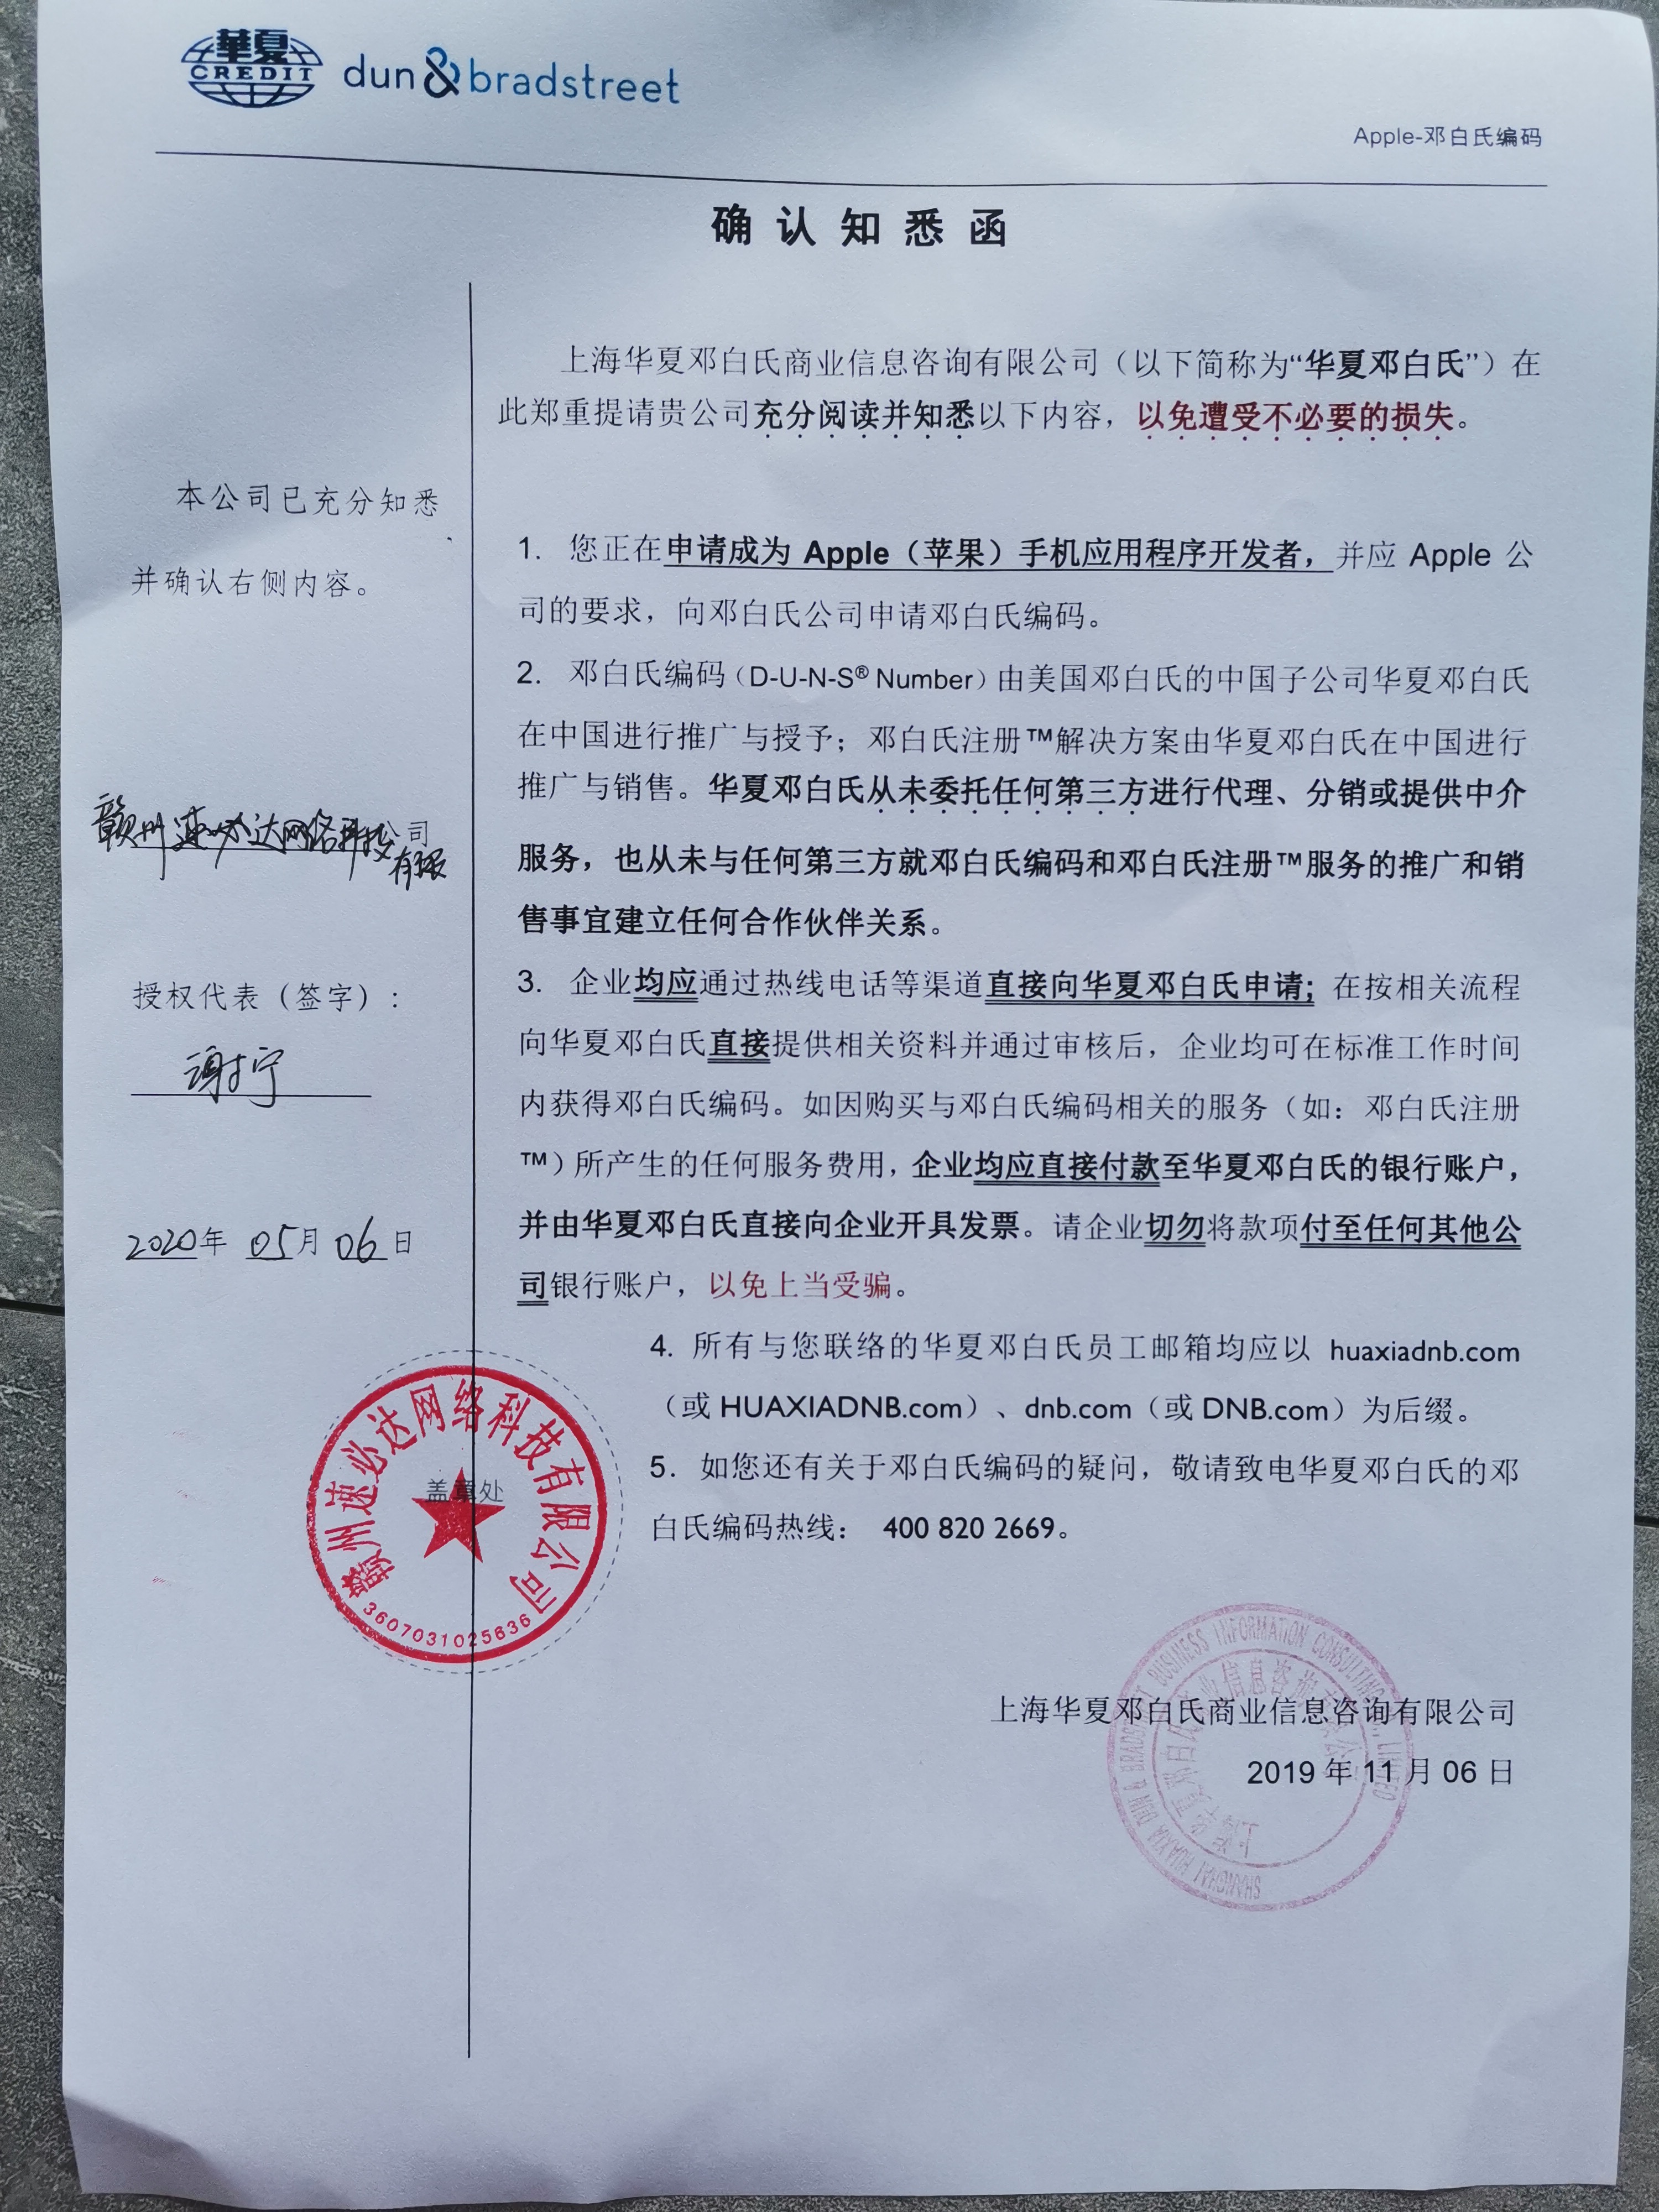 華夏
CREDIT
dun&bradstreet
Apple-邓白氏编码
确认知悉函
上海华夏邓白氏商业信息咨询有限公司（以下简称为“华夏邓白氏”）在
此郑重提请贵公司充分阅读并知悉以下内容，以免遭受不必要的损失。
本公司已充分知悉
并确认右侧内容。
赣州速必达网络科技公司
有限
授权代表（签字）：
2020年 05月 06日
1. 您正在申请成为 Apple（苹果）手机应用程序开发者，并应 Apple 公
司的要求，向邓白氏公司申请邓白氏编码。
2. 邓白氏编码（D-U-N-S® Number）由美国邓白氏的中国子公司华夏邓白氏
在中国进行推广与授予；邓白氏注册™解决方案由华夏邓白氏在中国进行
推广与销售。华夏邓白氏从未委托任何第三方进行代理、分销或提供中介
服务，也从未与任何第三方就邓白氏编码和邓白氏注册™服务的推广和销
售事宜建立任何合作伙伴关系。
3. 企业均应通过热线电话等渠道直接向华夏邓白氏申请；在按相关流程
向华夏邓白氏直接提供相关资料并通过审核后，企业均可在标准工作时间
内获得邓白氏编码。如因购买与邓白氏编码相关的服务（如：邓白氏注册
™）所产生的任何服务费用，企业均应直接付款至华夏邓白氏的银行账户，
并由华夏邓白氏直接向企业开具发票。请企业切勿将款项付至任何其他公
司银行账户，以免上当受骗。
4. 所有与您联络的华夏邓白氏员工邮箱均应以 huaxiadnb.com
（或 HUAXIADNB.com）、dnb.com（或 DNB.com）为后缀。
5. 如您还有关于邓白氏编码的疑问，敬请致电华夏邓白氏的邓
白氏编码热线： 400 820 2669。
赣州速必达网络科技有限公司
盖章处
3607031025636
上海华夏邓白氏商业信息咨询有限公司
2019 年 11 月 06 日
SHANGHAI HUAXIA DUN & BRADSTREET BUSINESS INFORMATION CONSULTING CO., LIMITED
上海华夏邓白氏商业信息咨询有限公司